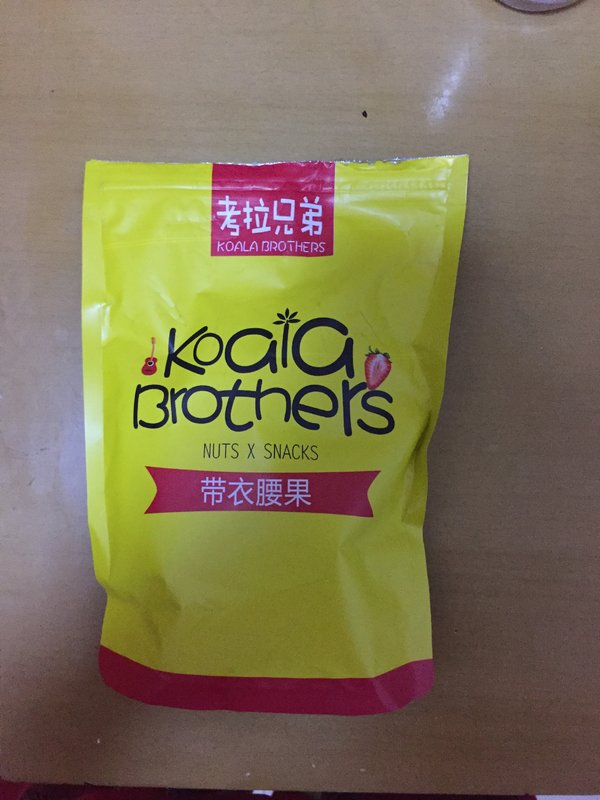 考拉兄弟
KOALA BROTHERS
Koala
Brothers
NUTS X SNACKS
带衣腰果